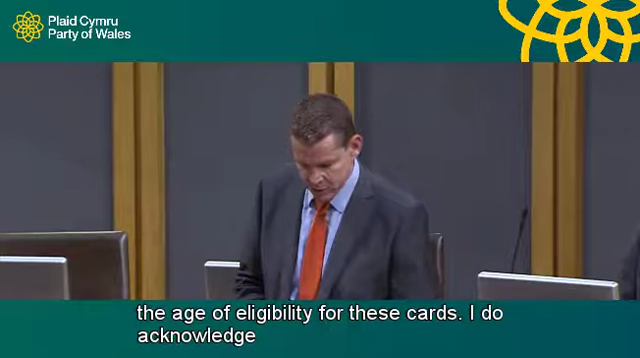 Plaid Cymru
Party of Wales
the age of eligibility for these cards. I do
acknowledge